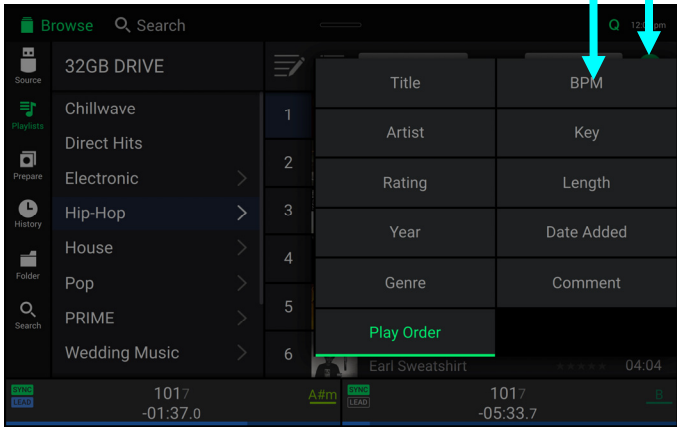 Browse Search Q
Source
Playlists
Prepare
History
Folder
Search
32GB DRIVE
Chillwave
Direct Hits
Electronic
Hip-Hop
House
Pop
PRIME
Wedding Music
1
2
3
4
5
6
Title BPM
Artist Key
Rating Length
Year Date Added
Genre Comment
Play Order
Earl Sweatshirt 04:04
SYNC 1017 A#m
LEAD -01:37.0
SYNC 1017 B
LEAD -05:33.7